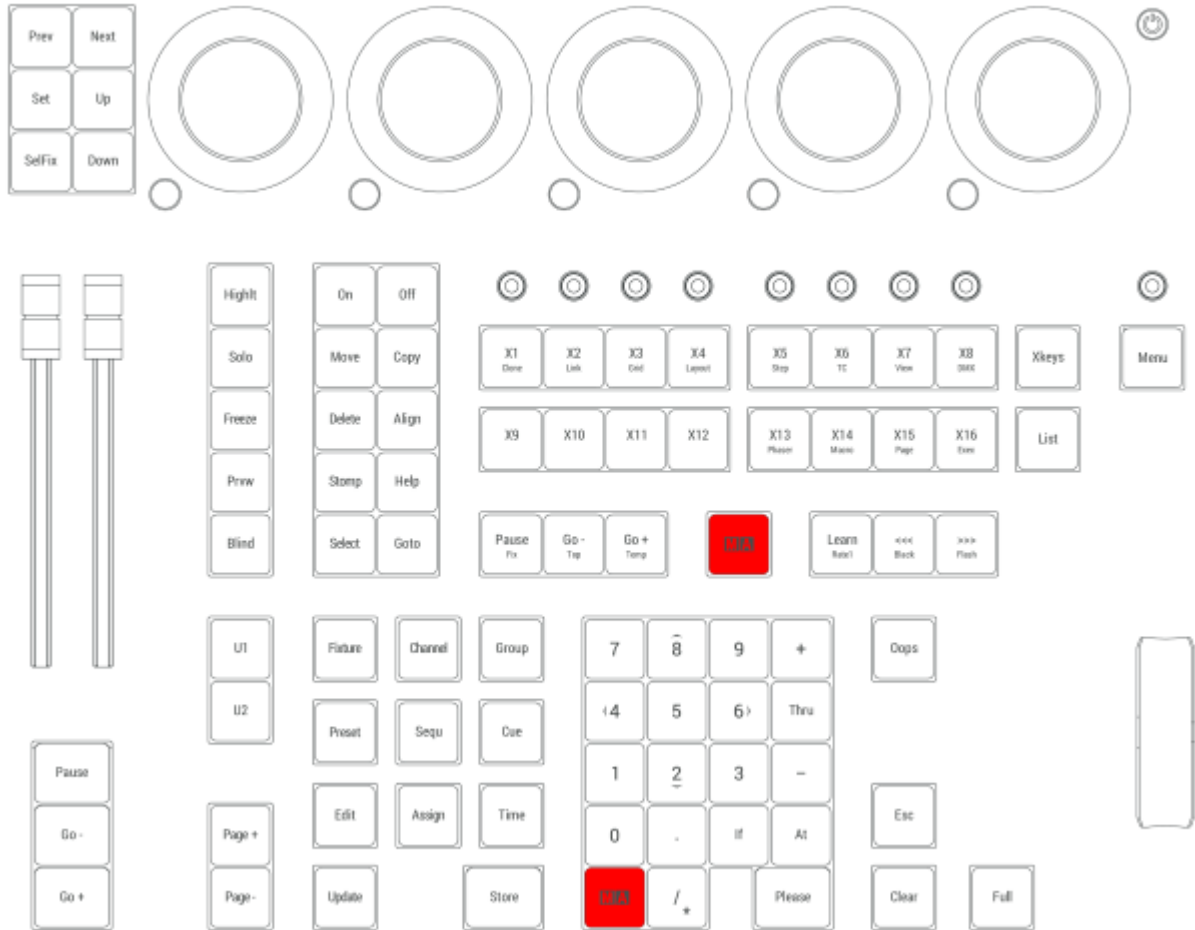 Prev Next
Set Up
SelFix Down
Highlt On Off
Solo Move Copy X1 X2 X3 X4 X5 X6 X7 X8 Xkeys Menu
Clone Link Grid Layout Step TC View DMX
Freeze Delete Align X9 X10 X11 X12 X13 X14 X15 X16 List
Phaser Macro Page Exec
Prvw Stomp Help
Blind Select Goto Pause Go - Go + Learn <<< >>>
Fix Top Temp Rate1 Black Flash
U1 Fixture Channel Group 7 8 9 + Oops
U2 Preset Sequ Cue 4 5 6 Thru
Pause 1 2 3 -
Go - Page + Edit Assign Time 0 . If At Esc
Go + Page - Update Store / * Please Clear Full